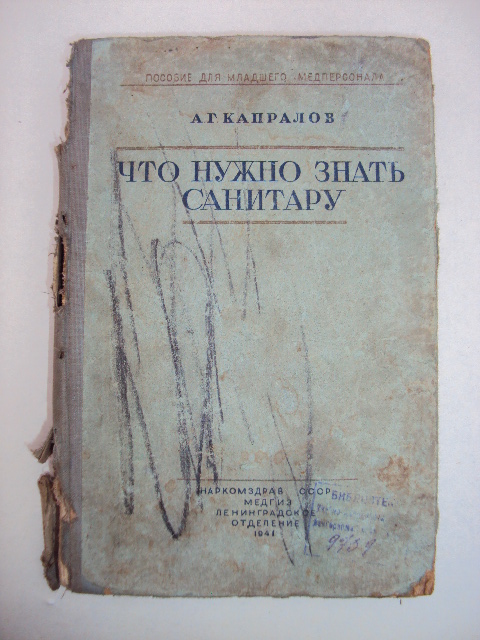 ПОСОБИЕ ДЛЯ МЛАДШЕГО МЕДПЕРСОНАЛА
А.Г.КАПРАЛОВ
ЧТО НУЖНО ЗНАТЬ
САНИТАРУ
НАРКОМЗДРАВ СССР
МЕДГИЗ
ЛЕНИНГРАДСКОЕ
ОТДЕЛЕНИЕ
1941